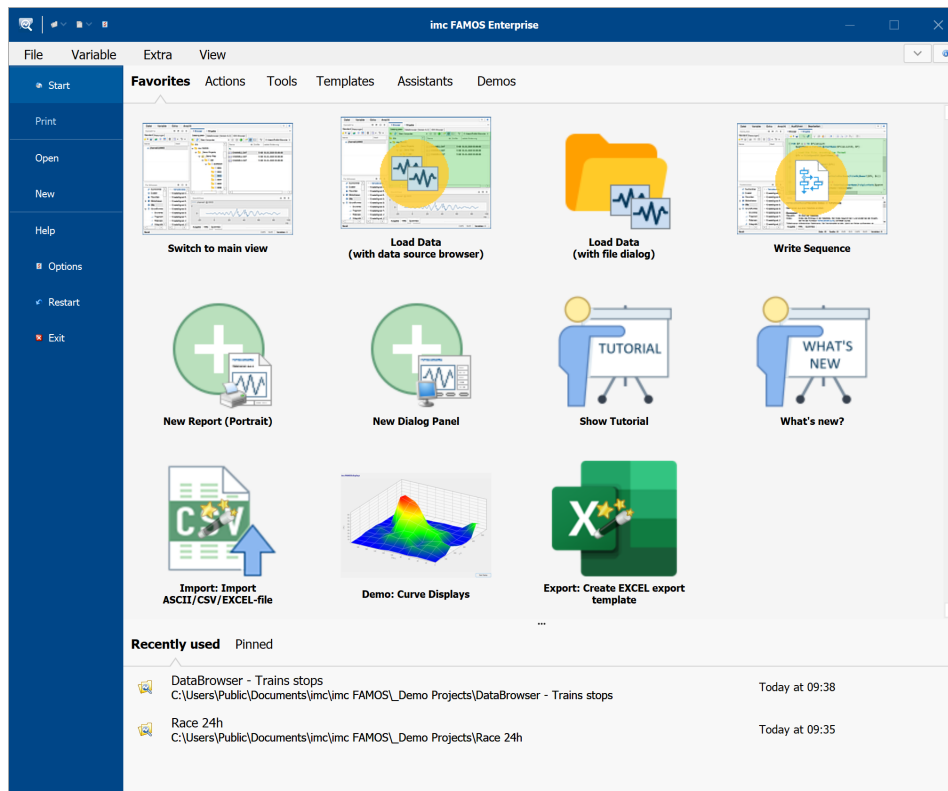 imc FAMOS Enterprise
File Variable Extra View
Start
Print
Open
New
Help
Options
Restart
Exit
Favorites Actions Tools Templates Assistants Demos
Switch to main view
Load Data
(with data source browser)
Load Data
(with file dialog)
Write Sequence
TUTORIAL
WHAT'S
NEW
New Report (Portrait)
New Dialog Panel
Show Tutorial
What's new?
CSV
X
Import: Import
ASCII/CSV/EXCEL-file
Demo: Curve Displays
Export: Create EXCEL export
template
...
Recently used Pinned
DataBrowser - Trains stops
C:\Users\Public\Documents\imc\imc FAMOS\_Demo Projects\DataBrowser - Trains stops
Today at 09:38
Race 24h
C:\Users\Public\Documents\imc\imc FAMOS\_Demo Projects\Race 24h
Today at 09:35